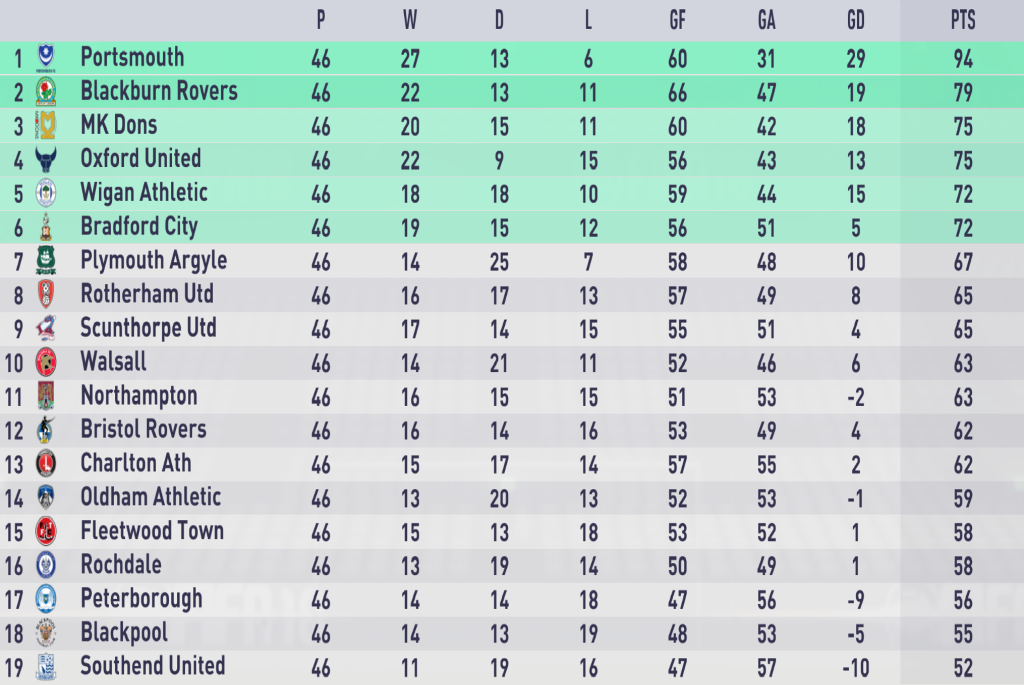 P W D L GF GA GD PTS
1 Portsmouth 46 27 13 6 60 31 29 94
2 Blackburn Rovers 46 22 13 11 66 47 19 79
3 MK Dons 46 20 15 11 60 42 18 75
4 Oxford United 46 22 9 15 56 43 13 75
5 Wigan Athletic 46 18 18 10 59 44 15 72
6 Bradford City 46 19 15 12 56 51 5 72
7 Plymouth Argyle 46 14 25 7 58 48 10 67
8 Rotherham Utd 46 16 17 13 57 49 8 65
9 Scunthorpe Utd 46 17 14 15 55 51 4 65
10 Walsall 46 14 21 11 52 46 6 63
11 Northampton 46 16 15 15 51 53 -2 63
12 Bristol Rovers 46 16 14 16 53 49 4 62
13 Charlton Ath 46 15 17 14 57 55 2 62
14 Oldham Athletic 46 13 20 13 52 53 -1 59
15 Fleetwood Town 46 15 13 18 53 52 1 58
16 Rochdale 46 13 19 14 50 49 1 58
17 Peterborough 46 14 14 18 47 56 -9 56
18 Blackpool 46 14 13 19 48 53 -5 55
19 Southend United 46 11 19 16 47 57 -10 52